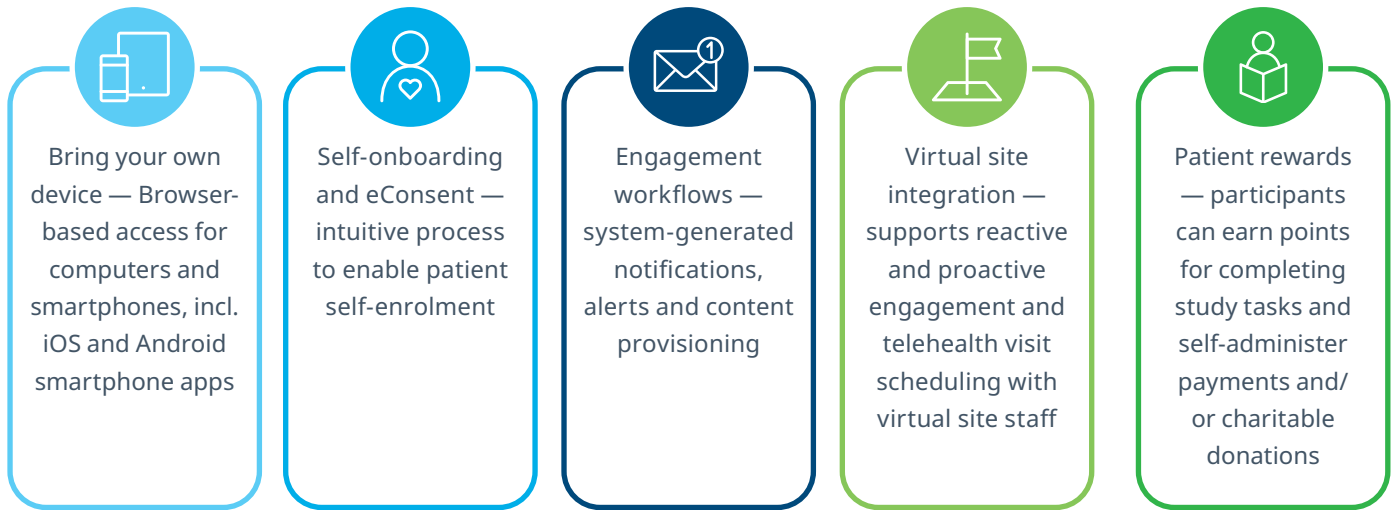 Bring your own
device — Browser-
based access for
computers and
smartphones, incl.
iOS and Android
smartphone apps
Self-onboarding
and eConsent —
intuitive process
to enable patient
self-enrolment
1
Engagement
workflows —
system-generated
notifications,
alerts and content
provisioning
Virtual site
integration —
supports reactive
and proactive
engagement and
telehealth visit
scheduling with
virtual site staff
Patient rewards
— participants
can earn points
for completing
study tasks and
self-administer
payments and/
or charitable
donations